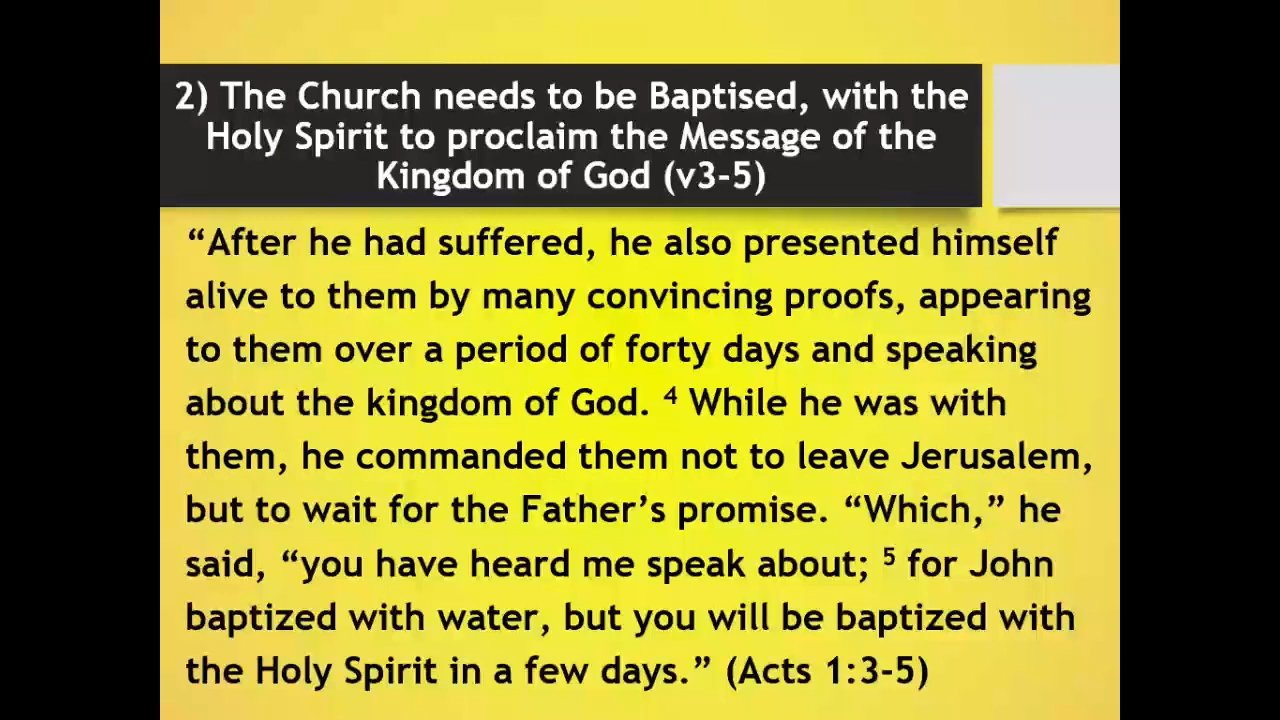 2) The Church needs to be Baptised, with the
Holy Spirit to proclaim the Message of the
Kingdom of God (v3-5)
“After he had suffered, he also presented himself
alive to them by many convincing proofs, appearing
to them over a period of forty days and speaking
about the kingdom of God. ⁴ While he was with
them, he commanded them not to leave Jerusalem,
but to wait for the Father’s promise. “Which,” he
said, “you have heard me speak about; ⁵ for John
baptized with water, but you will be baptized with
the Holy Spirit in a few days.” (Acts 1:3-5)